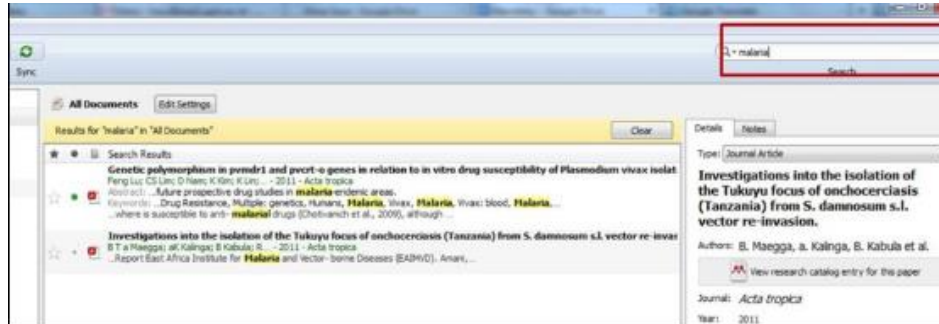 Sync
malaria
Search
All Documents Edit Settings
Results for "malaria" in "All Documents" Clear
Search Results
Genetic polymorphism in pvmdr1 and pvcrt-o genes in relation to in vitro drug susceptibility of Plasmodium vivax isolat
Feng Lu; CS Lim; D Nam; K Kim; K Lin; ... - 2011 - Acta tropica
Abstract: ...future prospective drug studies in malaria-endemic areas.
Keywords: ...Drug Resistance, Multiple: genetics, Humans, Malaria, Vivax, Malaria, Vivax: blood, Malaria, ...
...where is susceptible to anti-malarial drugs (Chotivanich et al., 2009), although ...
Investigations into the isolation of the Tukuyu focus of onchocerciasis (Tanzania) from S. damnosum s.l. vector re-invas
B T a Maegga; aK Kalinga; B Kabula; R... - 2011 - Acta tropica
...Report East Africa Institute for Malaria and Vector- borne Diseases (EAIMVD). Amani, ...
Details Notes
Type: Journal Article
Investigations into the isolation of
the Tukuyu focus of onchocerciasis
(Tanzania) from S. damnosum s.l.
vector re-invasion.
Authors: B. Maegga, a. Kalinga, B. Kabula et al.
View research catalog entry for this paper
Journal: Acta tropica
Year: 2011